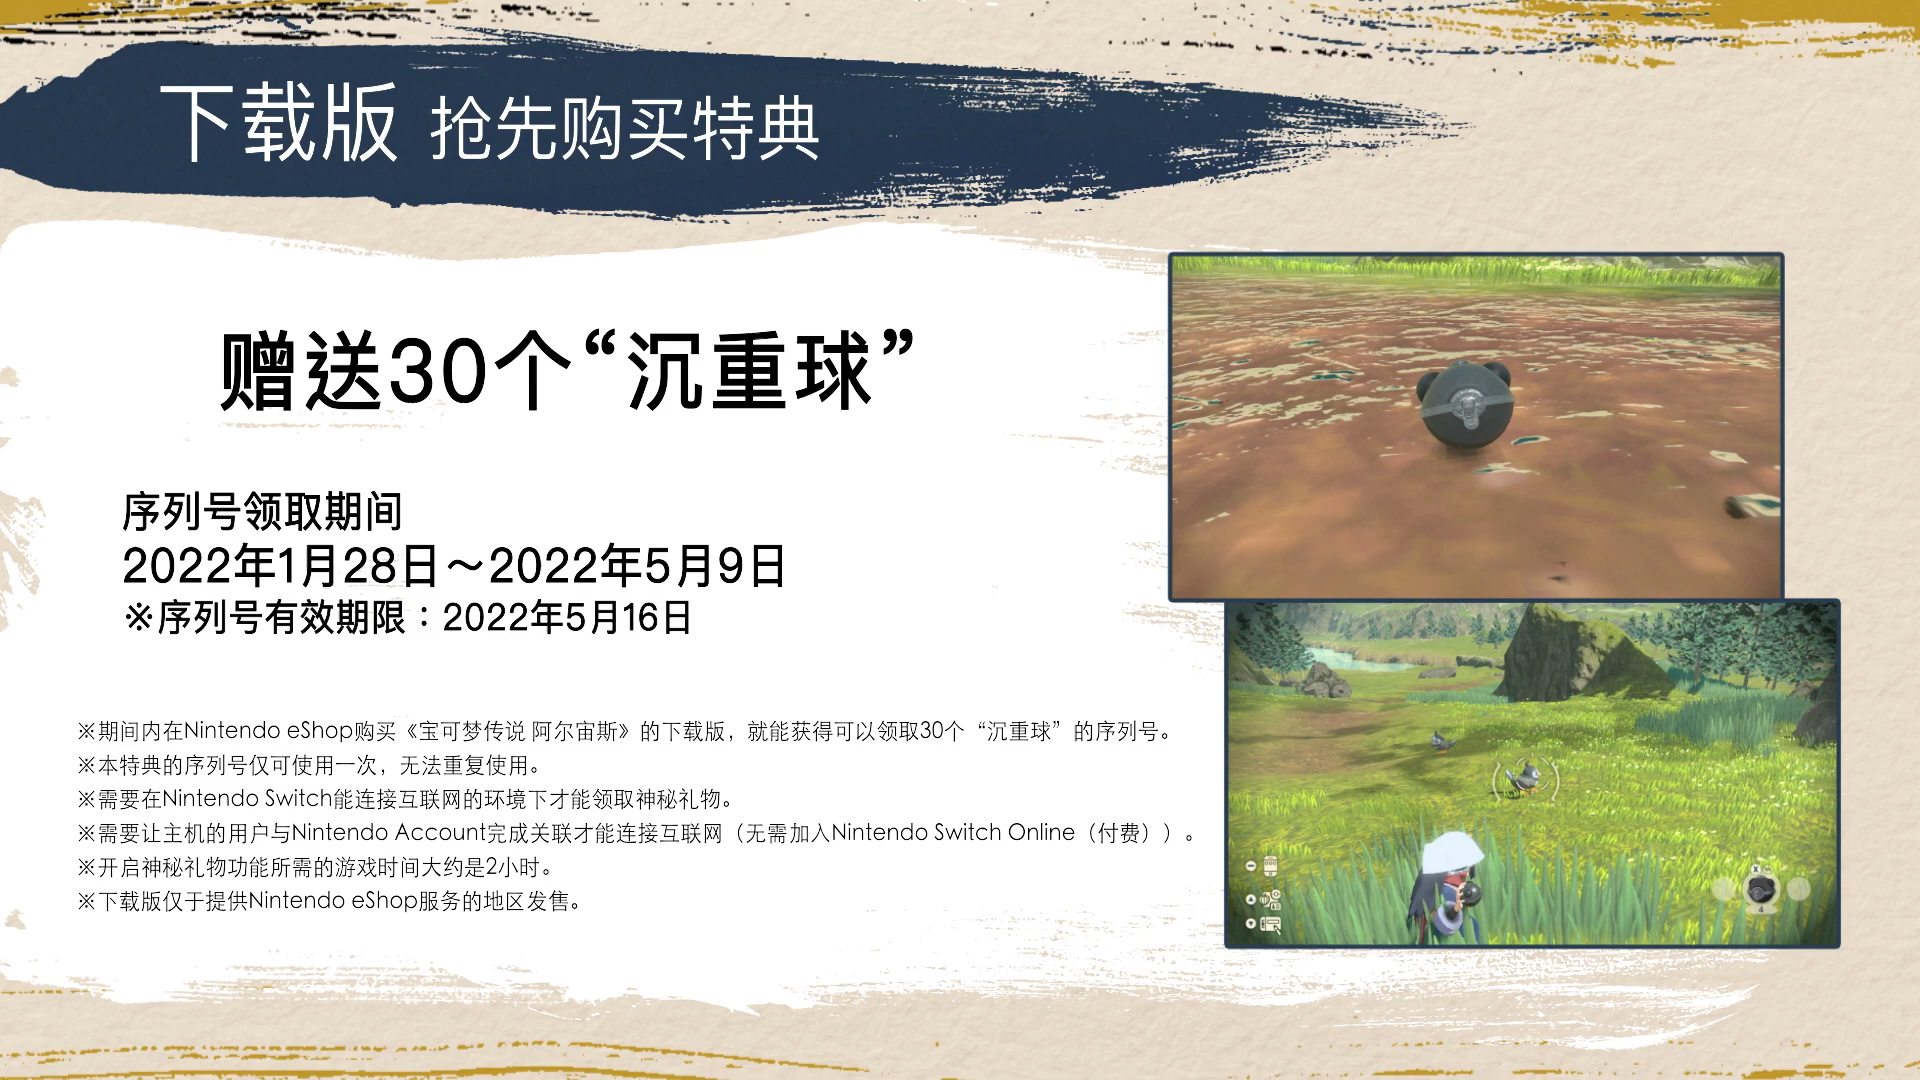 下载版 抢先购买特典
赠送30个“沉重球”
序列号领取期间
2022年1月28日～2022年5月9日
※序列号有效期限：2022年5月16日
※期间内在Nintendo eShop购买《宝可梦传说 阿尔宙斯》的下载版，就能获得可以领取30个“沉重球”的序列号。
※本特典的序列号仅可使用一次，无法重复使用。
※需要在Nintendo Switch能连接互联网的环境下才能领取神秘礼物。
※需要让主机的用户与Nintendo Account完成关联才能连接互联网（无需加入Nintendo Switch Online（付费））。
※开启神秘礼物功能所需的游戏时间大约是2小时。
※下载版仅于提供Nintendo eShop服务的地区发售。
X
4